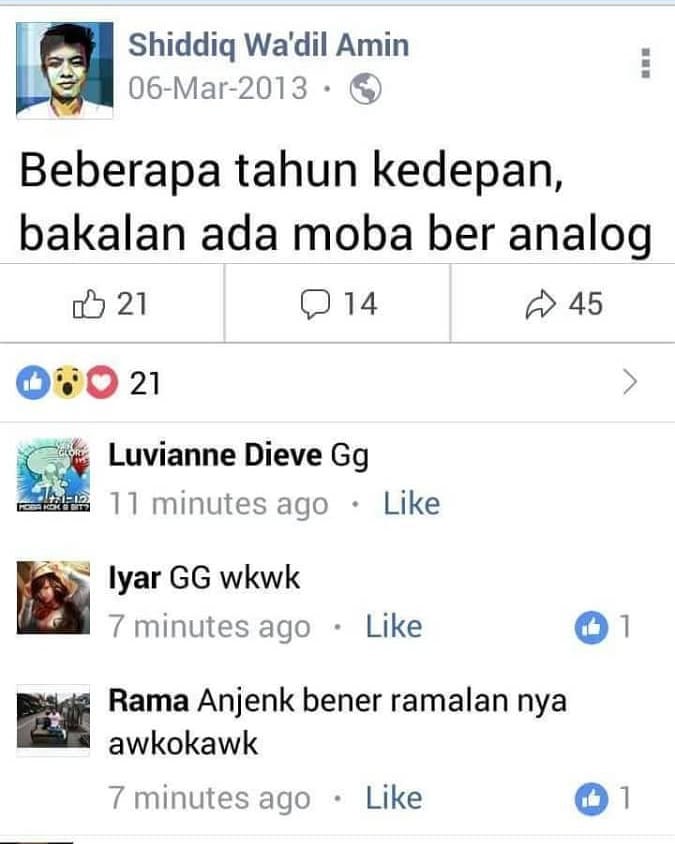 Shiddiq Wa'dil Amin
06-Mar-2013 ·
Beberapa tahun kedepan,
bakalan ada moba ber analog
21
14
45
21
Luvianne Dieve Gg
11 minutes ago · Like
Iyar GG wkwk
7 minutes ago · Like
1
Rama Anjenk bener ramalan nya
awkokawk
7 minutes ago · Like
1